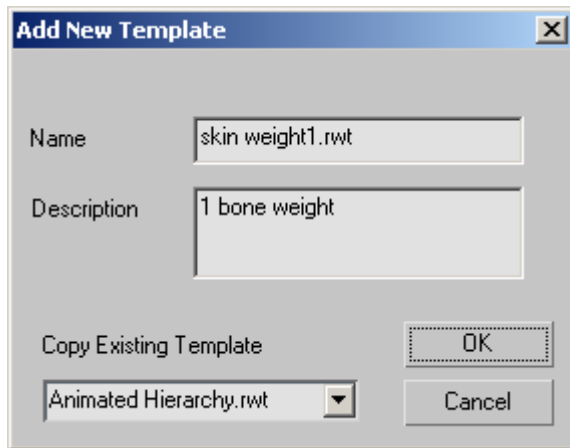 Add New Template
Name
skin weight1.rwt
Description
1 bone weight
Copy Existing Template
OK
Animated Hierarchy.rwt
Cancel